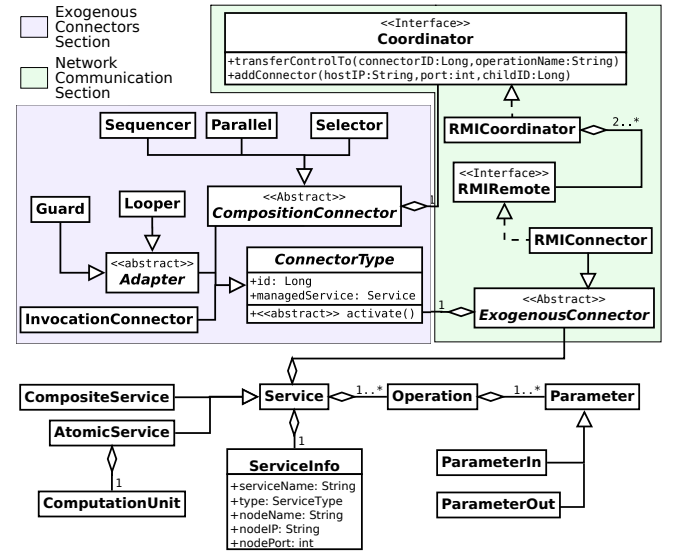 Exogenous
Connectors
Section
Network
Communication
Section
<<Interface>>
Coordinator
+transferControlTo(connectorID:Long,operationName:String)
+addConnector(hostIP:String,port:int,childID:Long)
Sequencer
Parallel
Selector
RMICoordinator
2..*
<<Interface>>
RMIRemote
<<Abstract>>
CompositionConnector
1
Guard
Looper
RMIConnector
<<abstract>>
Adapter
ConnectorType
+id: Long
+managedService: Service
+<<abstract>> activate()
InvocationConnector
1
<<Abstract>>
ExogenousConnector
CompositeService
Service
1..*
Operation
1..*
Parameter
AtomicService
1
ServiceInfo
+serviceName: String
+type: ServiceType
+nodeName: String
+nodeIP: String
+nodePort: int
ParameterIn
1
ComputationUnit
ParameterOut